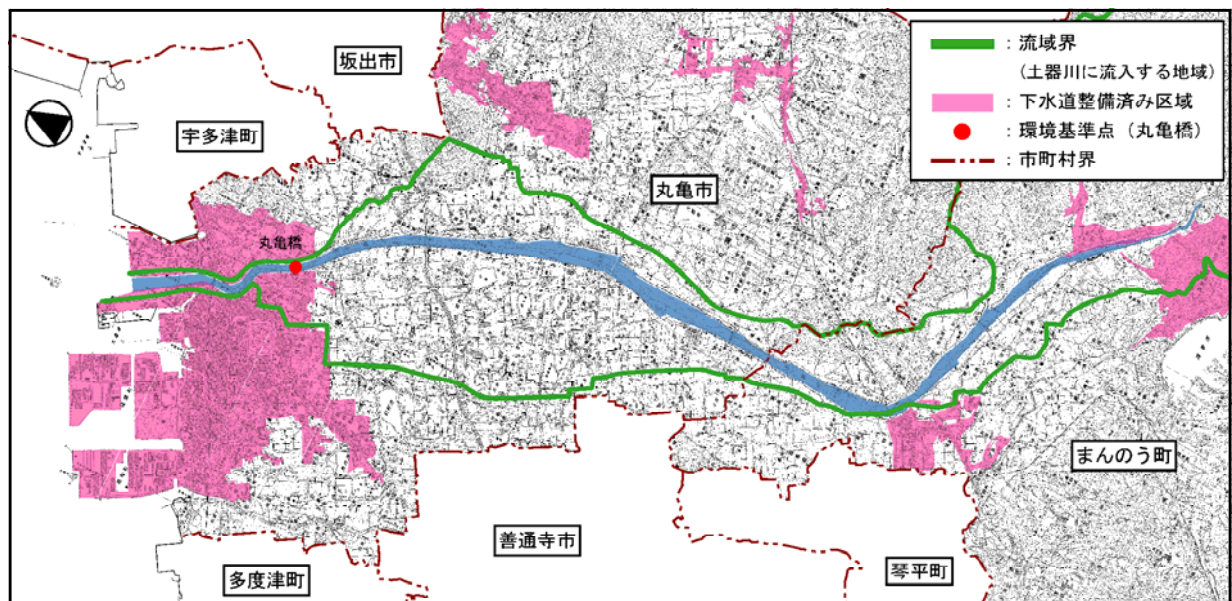 坂出市
宇多津町
丸亀市
丸亀橋
まんのう町
善通寺市
多度津町
琴平町
：流域界
(土器川に流入する地域)
：下水道整備済み区域
：環境基準点（丸亀橋）
：市町村界